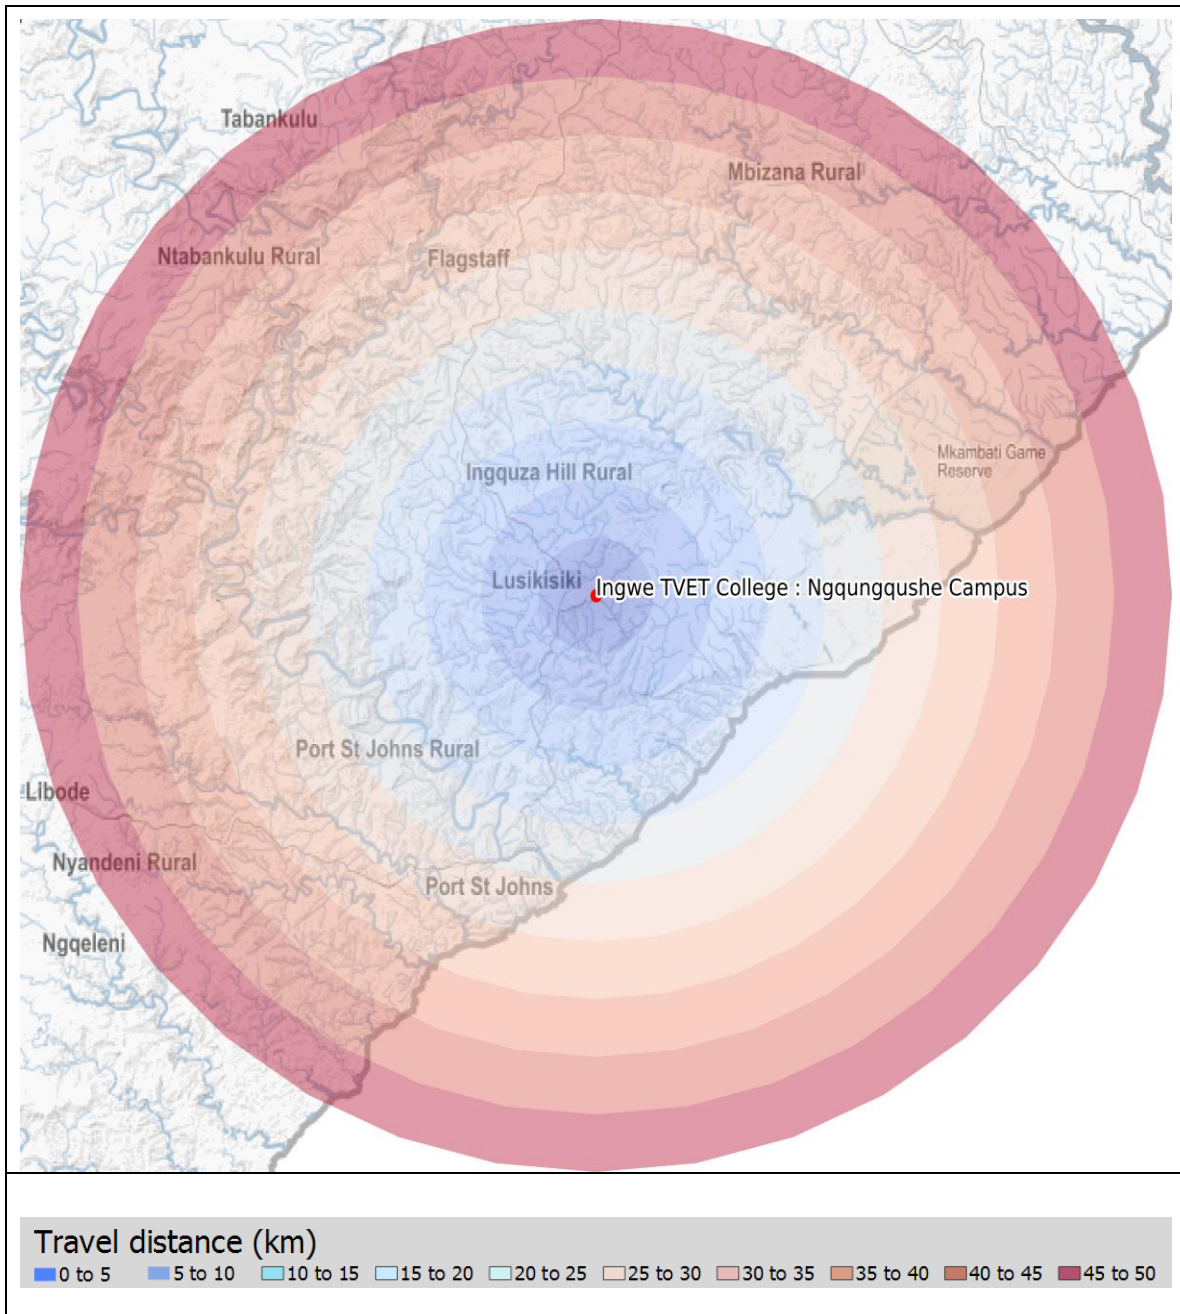 Tabankulu
Mbizana Rural
Ntabankulu Rural
Flagstaff
Mkambati Game
Reserve
Ingquza Hill Rural
Lusikisiki
Ingwe TVET College : Ngqungqushe Campus
Port St Johns Rural
Libode
Nyandeni Rural
Port St Johns
Ngqeleni
Travel distance (km)
0 to 5 5 to 10 10 to 15 15 to 20 20 to 25 25 to 30 30 to 35 35 to 40 40 to 45 45 to 50